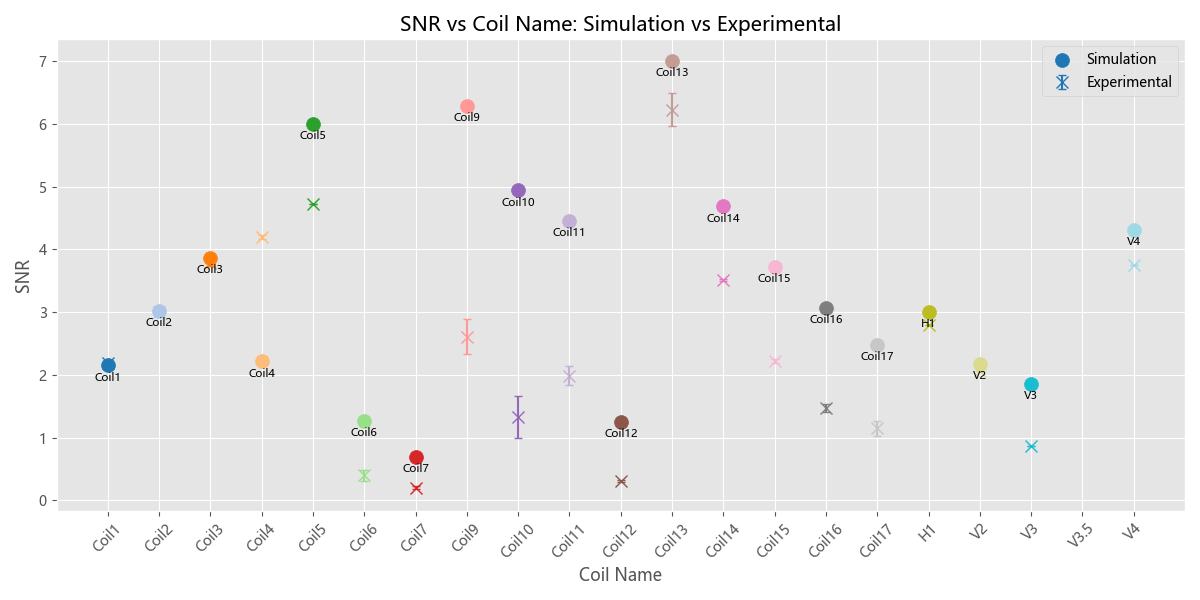 SNR vs Coil Name: Simulation vs Experimental
Simulation
Experimental
SNR
7
6
5
4
3
2
1
0
Coil13
Coil9
Coil5
Coil10
Coil14
Coil11
V4
Coil3
Coil15
Coil2
Coil16
H1
Coil17
Coil1
Coil4
V2
V3
Coil6
Coil12
Coil7
Coil1
Coil2
Coil3
Coil4
Coil5
Coil6
Coil7
Coil9
Coil10
Coil11
Coil12
Coil13
Coil14
Coil15
Coil16
Coil17
H1
V2
V3
V3.5
V4
Coil Name